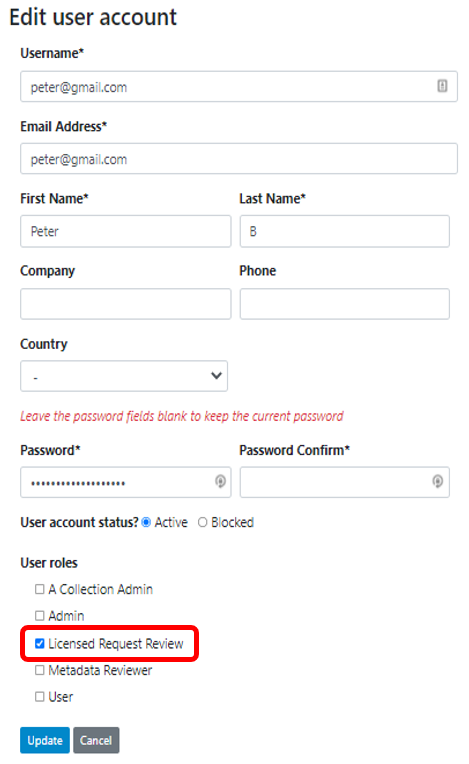 Edit user account
Username*
peter@gmail.com
Email Address*
peter@gmail.com
First Name* Last Name*
Peter B
Company Phone
Country
-
Leave the password fields blank to keep the current password
Password* Password Confirm*
•••••••••••••••••••
User account status? Active Blocked
User roles
A Collection Admin
Admin
Licensed Request Review
Metadata Reviewer
User
Update Cancel